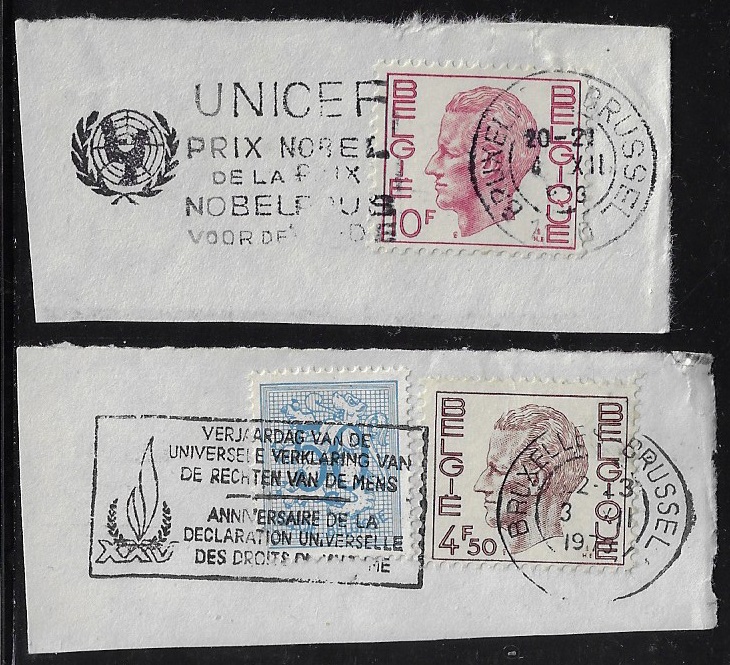 UNICEF
PRIX NOBEL
DE LA PAIX
NOBELPRIJS
VOOR DE
BELGIE
BELGIQUE
10F
BRUSSEL
20-21
XII
VERJAARDAG VAN DE
UNIVERSELE VERKLARING VAN
DE RECHTEN VAN DE MENS
ANNIVERSAIRE DE LA
DECLARATION UNIVERSELLE
DES DROITS
XXV
50
BELGIE
BELGIQUE
4F50
BRUXELLES
BRUSSEL